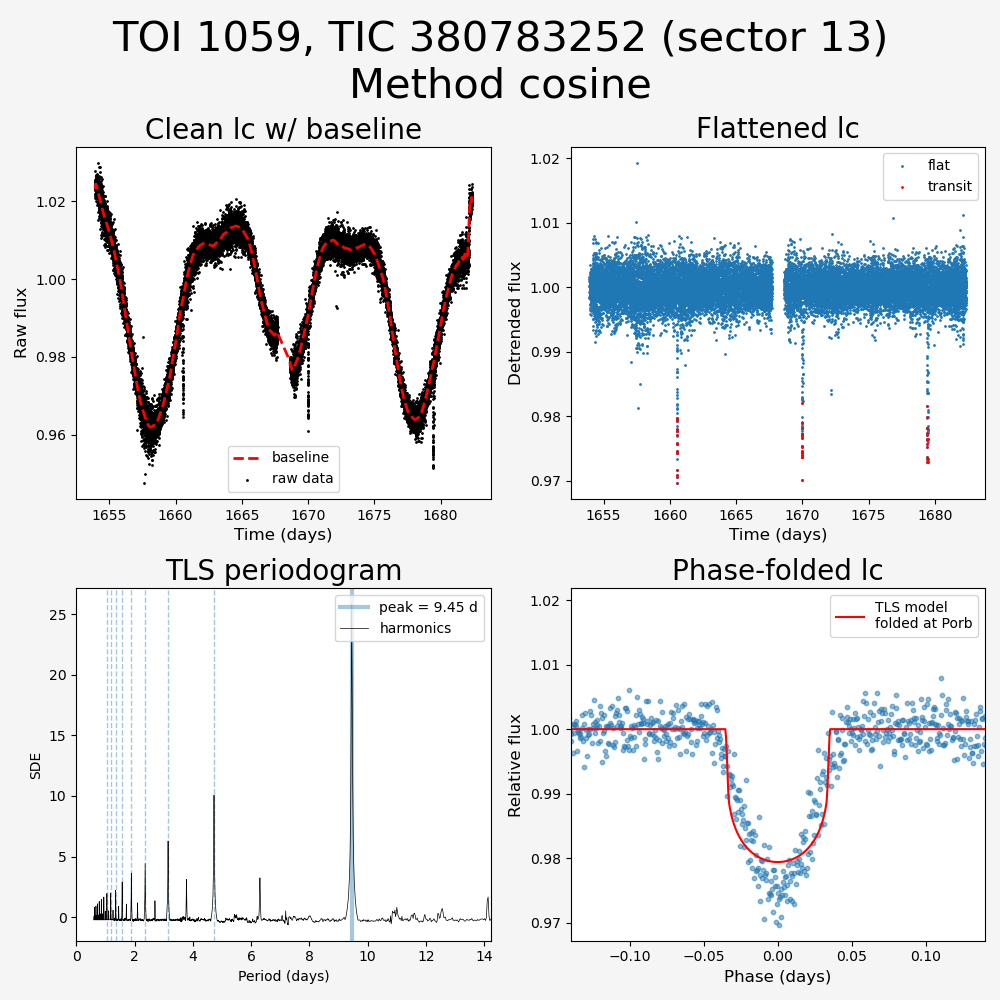 TOI 1059, TIC 380783252 (sector 13)
Method cosine
Clean lc w/ baseline
Raw flux
1.02
1.00
0.98
0.96
baseline
raw data
1655
1660
1665
1670
1675
1680
Time (days)
Flattened lc
Detrended flux
1.02
1.01
1.00
0.99
0.98
0.97
flat
transit
1655
1660
1665
1670
1675
1680
Time (days)
TLS periodogram
SDE
25
20
15
10
5
0
peak = 9.45 d
harmonics
0
2
4
6
8
10
12
14
Period (days)
Phase-folded lc
Relative flux
1.02
1.01
1.00
0.99
0.98
0.97
TLS model
folded at Porb
−0.10
−0.05
0.00
0.05
0.10
Phase (days)